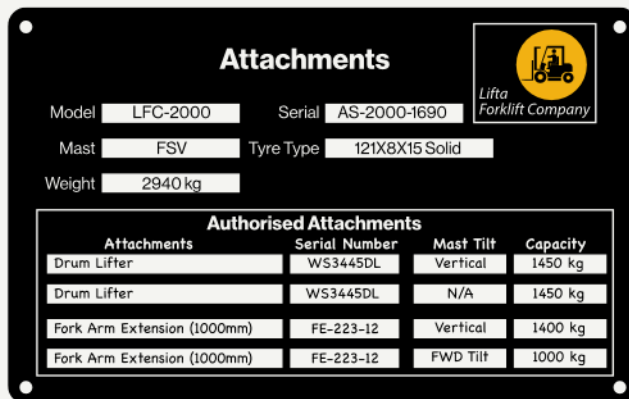 Attachments
Lifta
Forklift Company
Model LFC-2000 Serial AS-2000-1690
Mast FSV Tyre Type 121X8X15 Solid
Weight 2940 kg
Authorised Attachments
Attachments Serial Number Mast Tilt Capacity
Drum Lifter WS3445DL Vertical 1450 kg
Drum Lifter WS3445DL N/A 1450 kg
Fork Arm Extension (1000mm) FE-223-12 Vertical 1400 kg
Fork Arm Extension (1000mm) FE-223-12 FWD Tilt 1000 kg